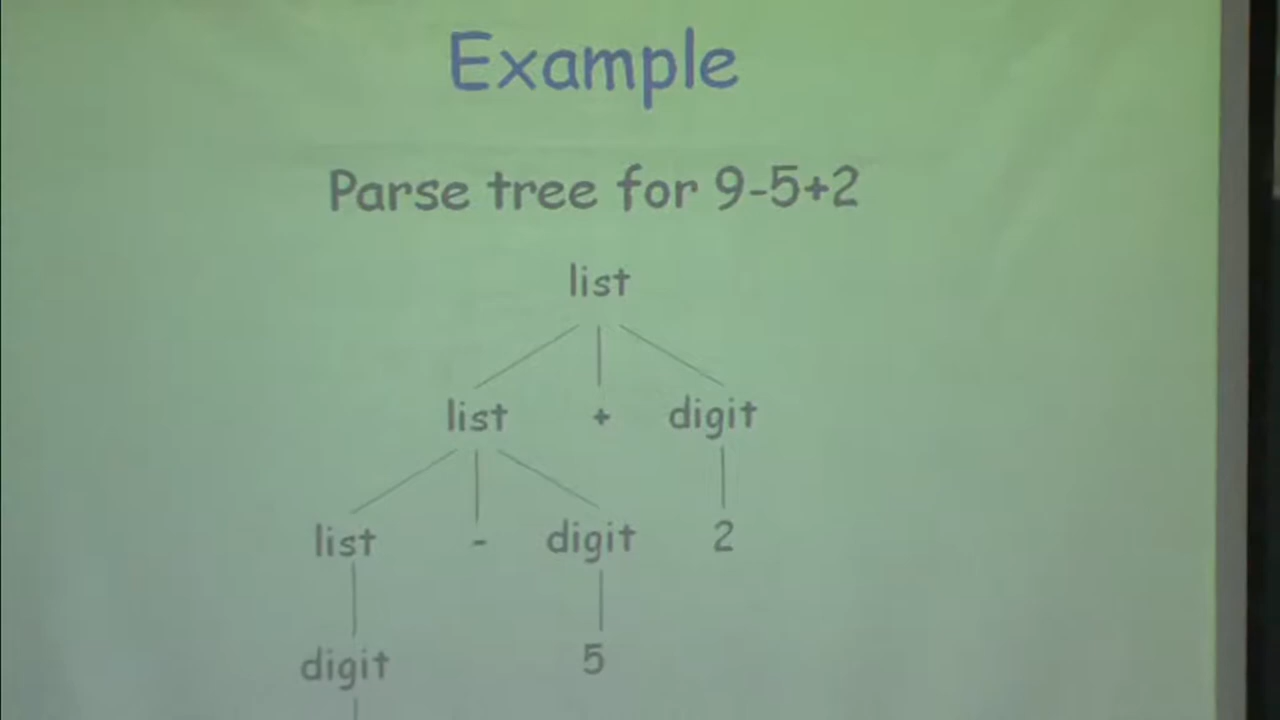 Example
Parse tree for 9-5+2
list
list + digit
list - digit 2
digit 5